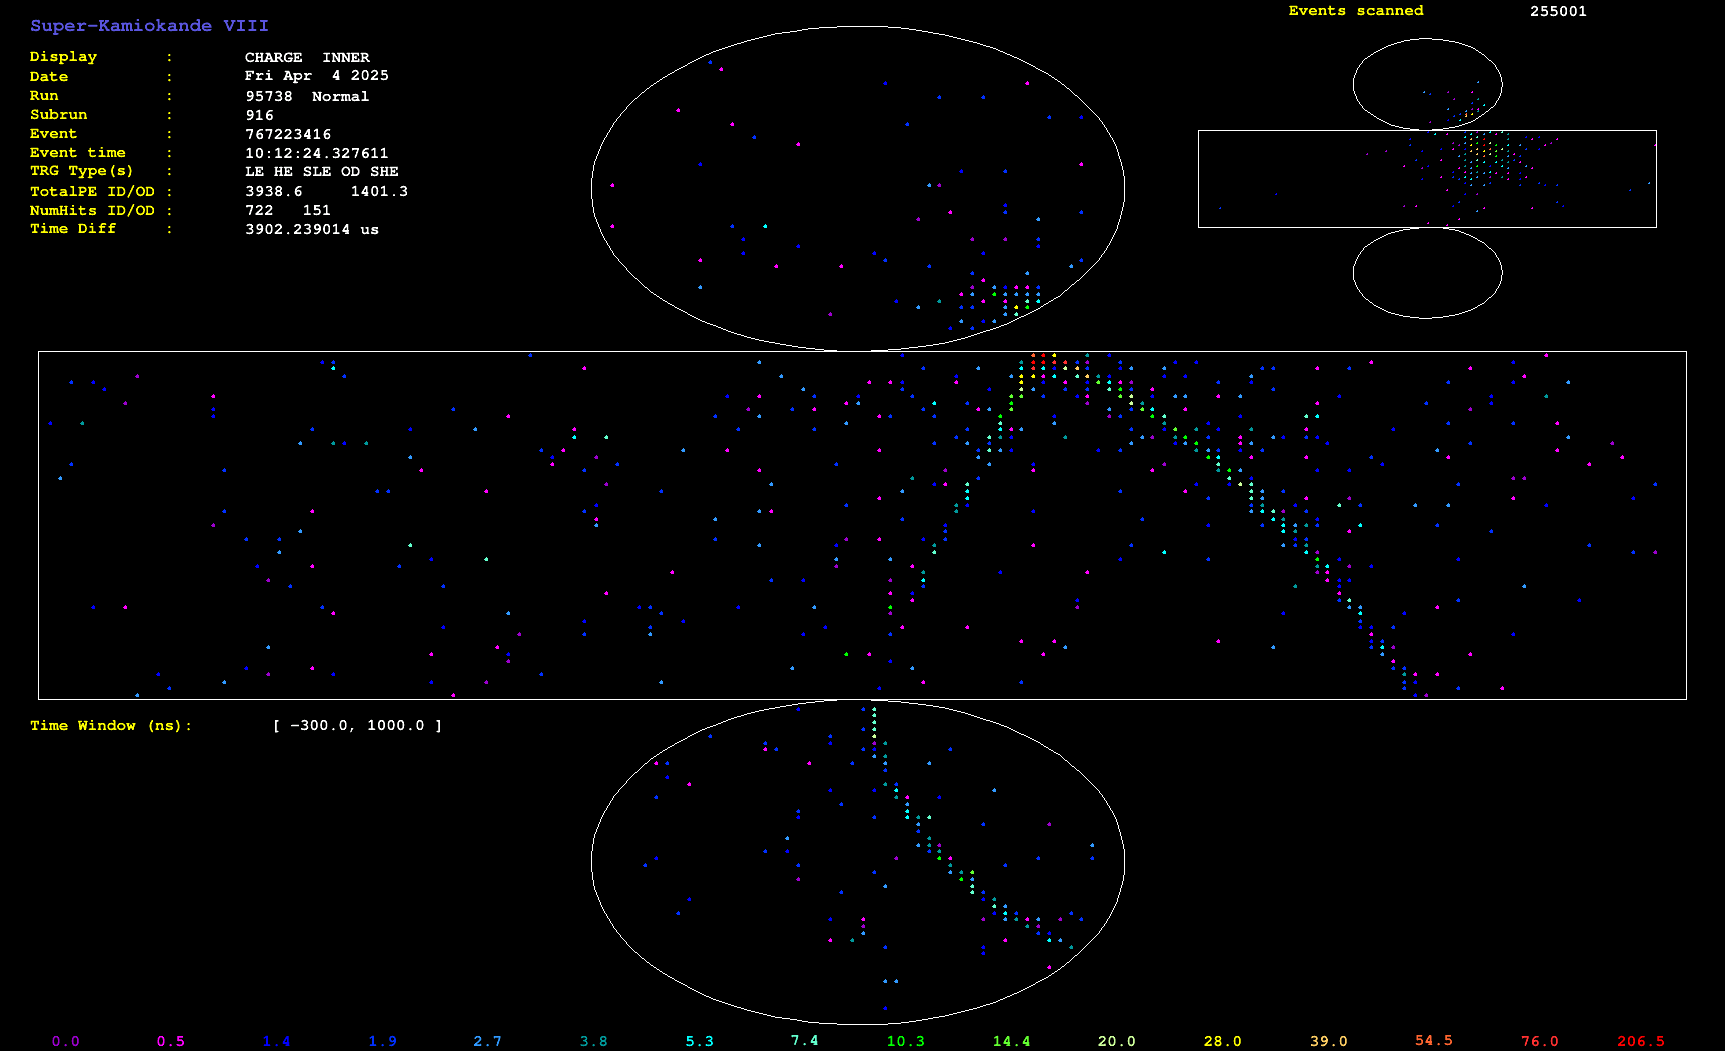 Super-Kamiokande VIII
Events scanned 255001
Display : CHARGE INNER
Date : Fri Apr 4 2025
Run : 95738 Normal
Subrun : 916
Event : 767223416
Event time : 10:12:24.327611
TRG Type(s) : LE HE SLE OD SHE
TotalPE ID/OD : 3938.6 1401.3
NumHits ID/OD : 722 151
Time Diff : 3902.239014 us
Time Window (ns): [ -300.0, 1000.0 ]
0.0 0.5 1.4 1.9 2.7 3.8 5.3 7.4 10.3 14.4 20.0 28.0 39.0 54.5 76.0 206.5